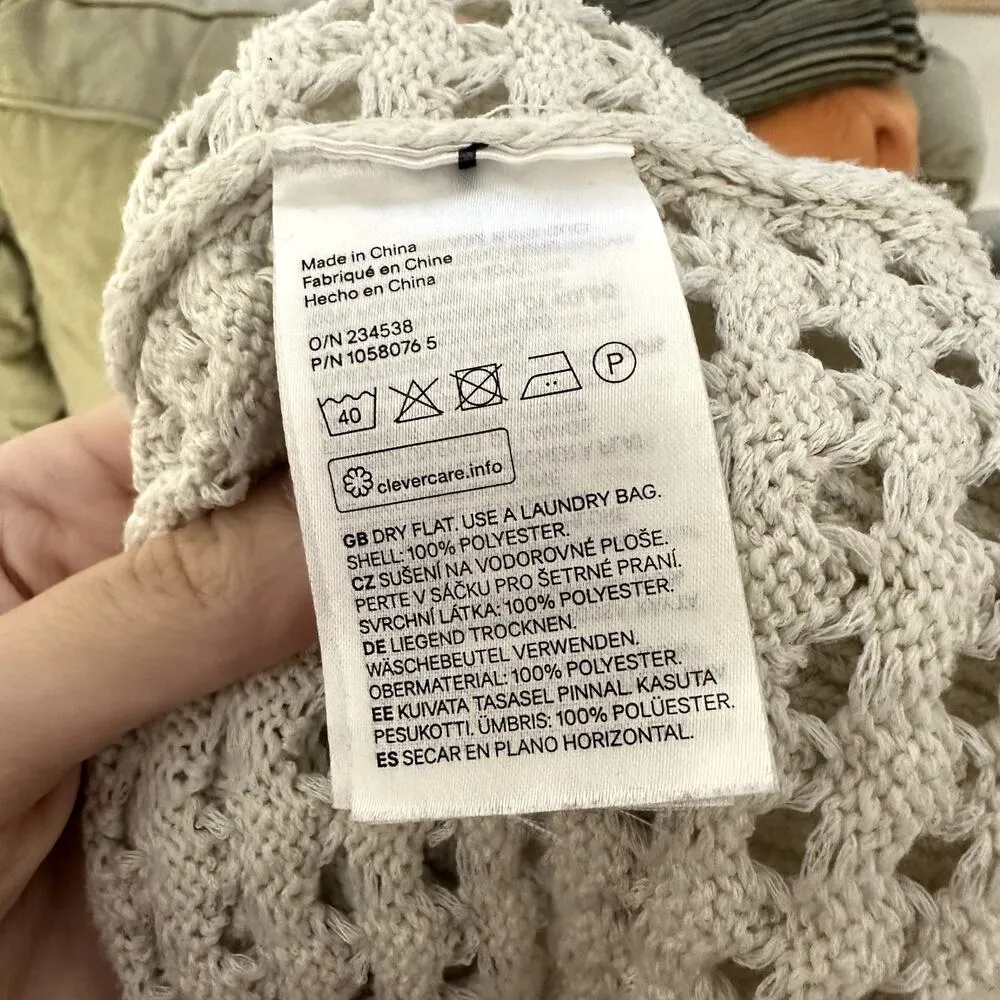 Made in China
Fabriqué en Chine
Hecho en China
O/N 234538
P/N 1058076 5
40
P
clevercare.info
GB DRY FLAT. USE A LAUNDRY BAG.
SHELL: 100% POLYESTER.
CZ SUŠENÍ NA VODOROVNÉ PLOŠE.
PERTE V SÁČKU PRO ŠETRNÉ PRANÍ.
SVRCHNÍ LÁTKA: 100% POLYESTER.
DE LIEGEND TROCKNEN.
WÄSCHEBEUTEL VERWENDEN.
OBERMATERIAL: 100% POLYESTER.
EE KUIVATA TASASEL PINNAL. KASUTA
PESUKOTTI. ÜMBRIS: 100% POLÜESTER.
ES SECAR EN PLANO HORIZONTAL.